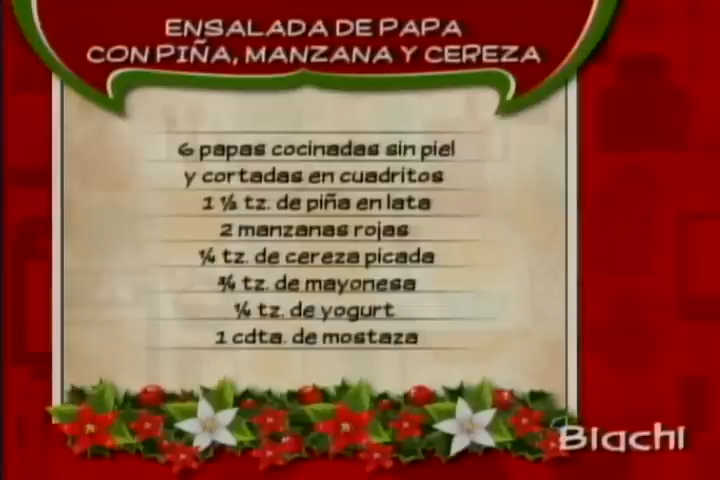 ENSALADA DE PAPA
CON PIÑA, MANZANA Y CEREZA
6 papas cocinadas sin piel
y cortadas en cuadritos
1 ½ tz. de piña en lata
2 manzanas rojas
¼ tz. de cereza picada
¾ tz. de mayonesa
¼ tz. de yogurt
1 cdta. de mostaza
Biachi